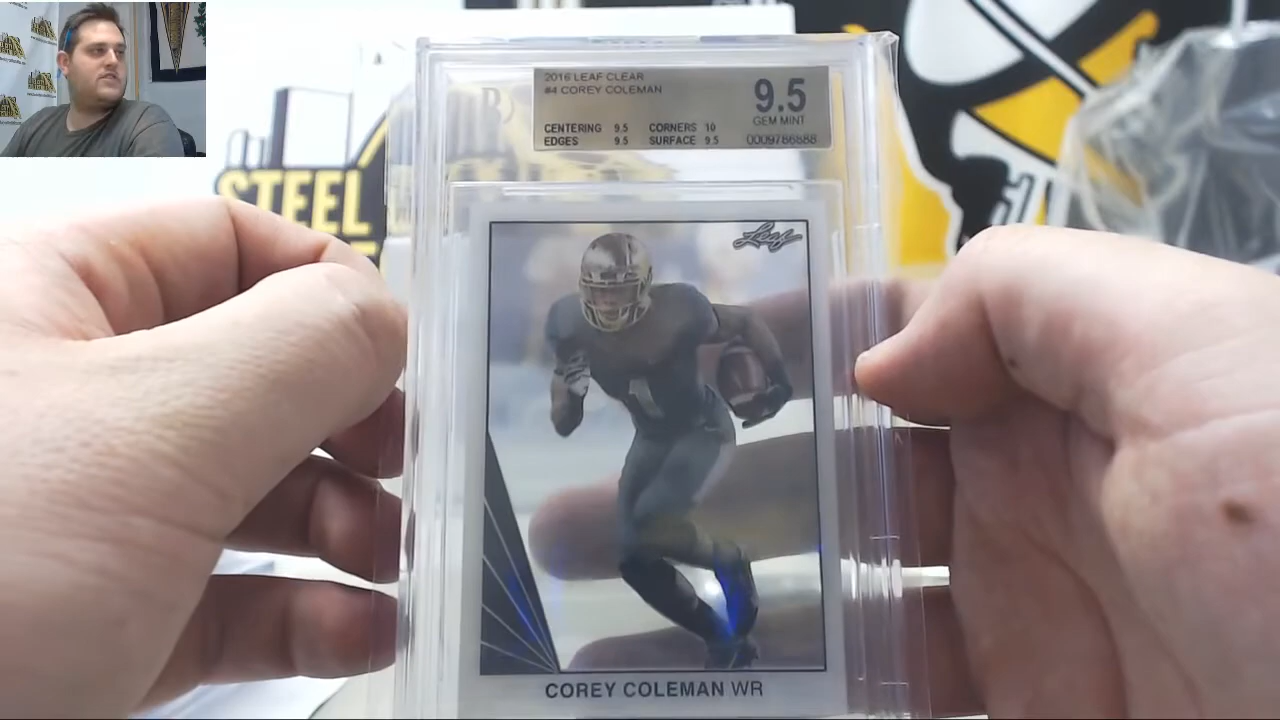 2016 LEAF CLEAR
#4 COREY COLEMAN
9.5
GEM MINT
CENTERING 9.5 CORNERS 10
EDGES 9.5 SURFACE 9.5
0009786888
STEEL
Leaf
1
COREY COLEMAN WR